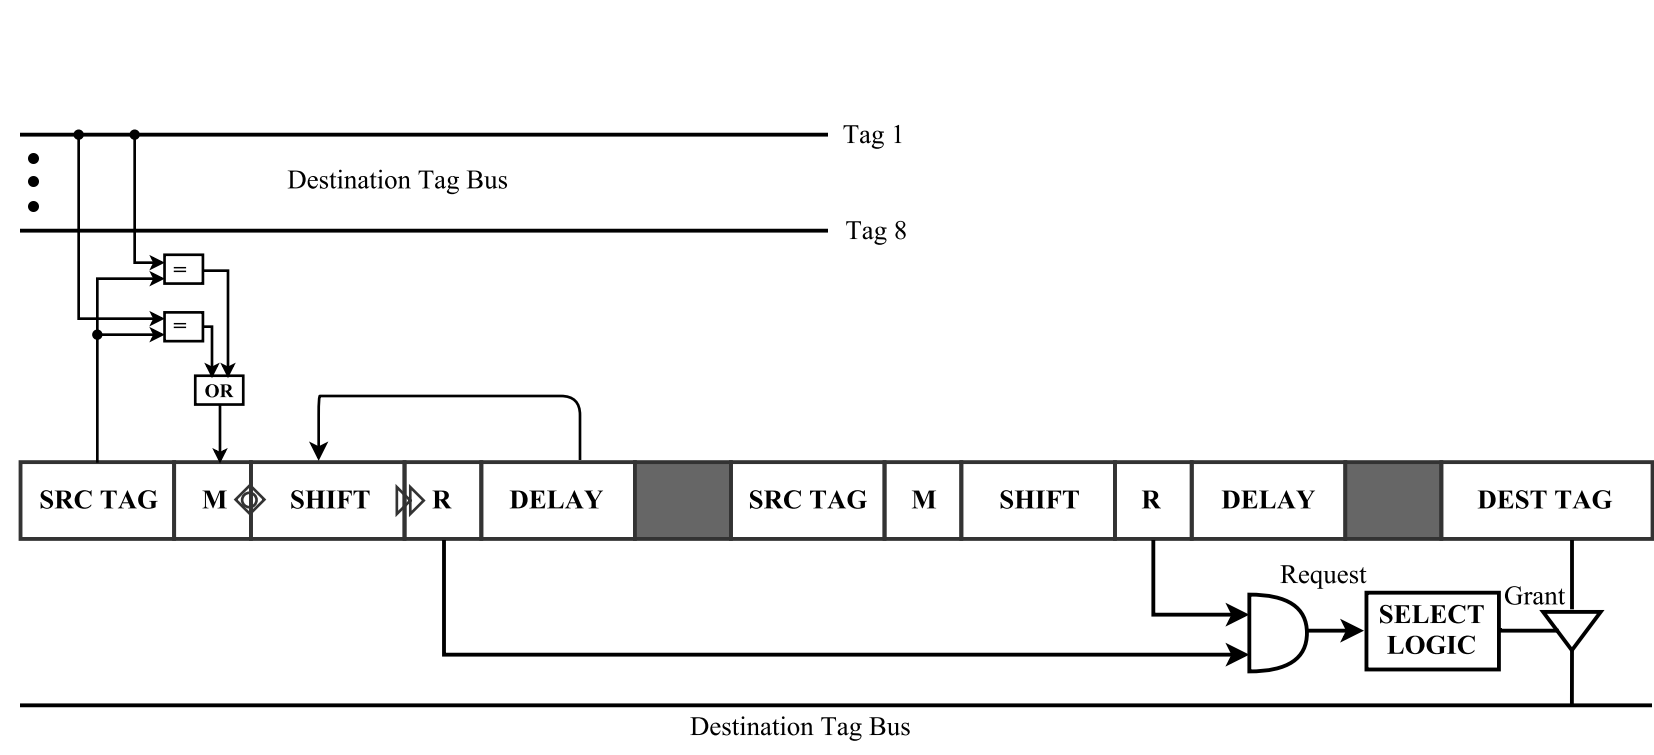 Tag 1
Destination Tag Bus
Tag 8
=
=
OR
SRC TAG M SHIFT R DELAY SRC TAG M SHIFT R DELAY DEST TAG
Request
Grant
SELECT
LOGIC
Destination Tag Bus